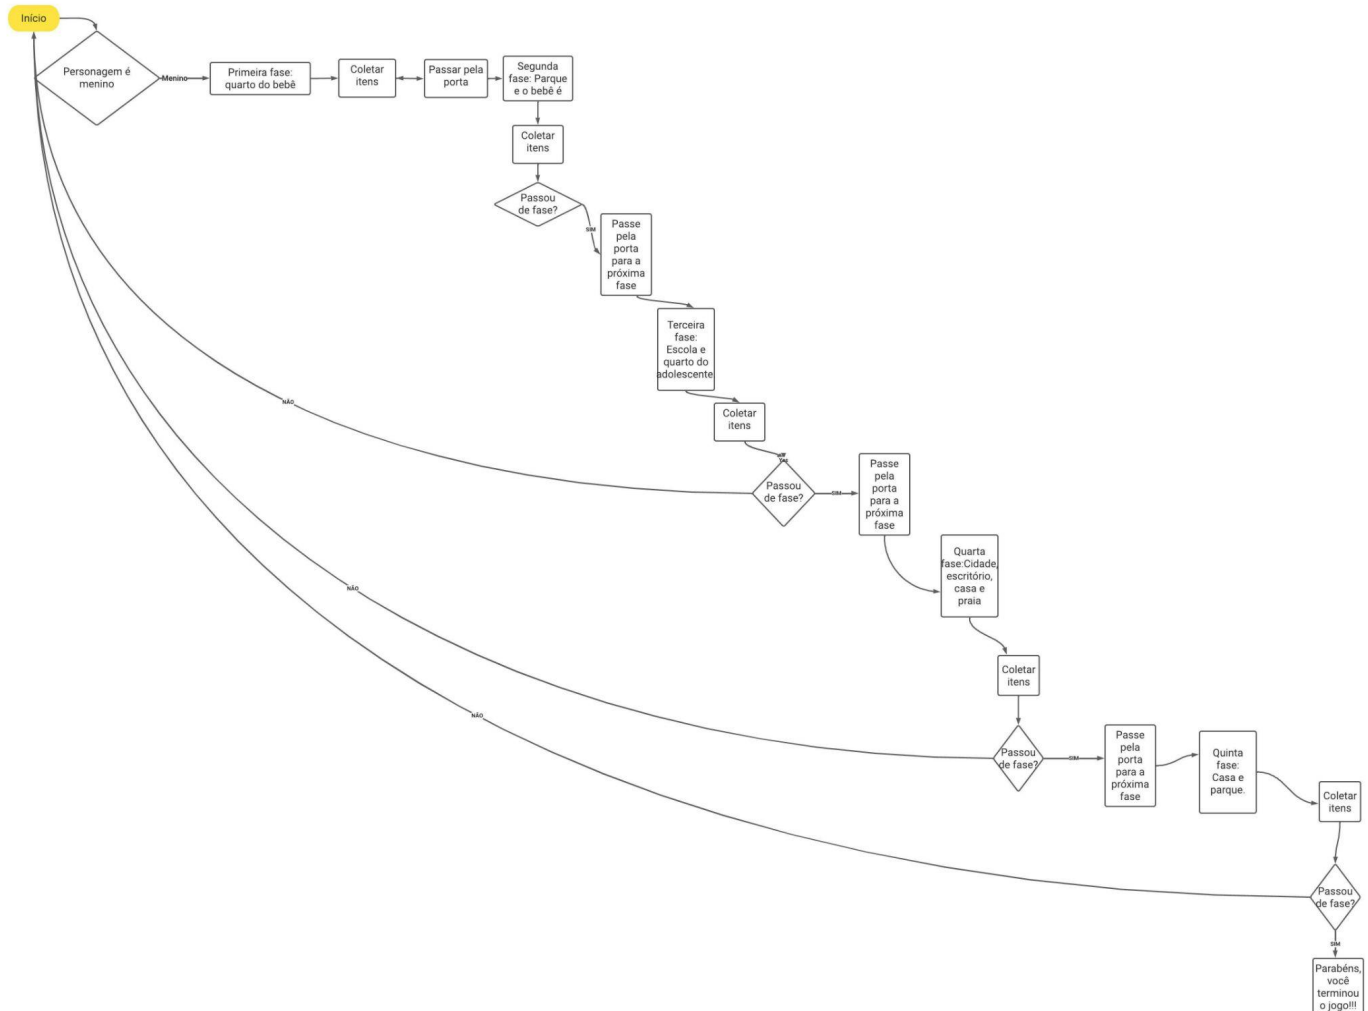 Início
Personagem é
menino
Menino
Primeira fase:
quarto do bebê
Coletar
itens
Passar pela
porta
Segunda
fase: Parque
e o bebê é
Coletar
itens
Passou
de fase?
SIM
Passe
pela
porta
para a
próxima
fase
Terceira
fase:
Escola e
quarto do
adolescente
Coletar
itens
Yes
Passou
de fase?
NÃO
SIM
Passe
pela
porta
para a
próxima
fase
Quarta
fase:Cidade,
escritório,
casa e
praia
Coletar
itens
Passou
de fase?
NÃO
SIM
Passe
pela
porta
para a
próxima
fase
Quinta
fase:
Casa e
parque.
Coletar
itens
Passou
de fase?
NÃO
SIM
Parabéns,
você
terminou
o jogo!!!